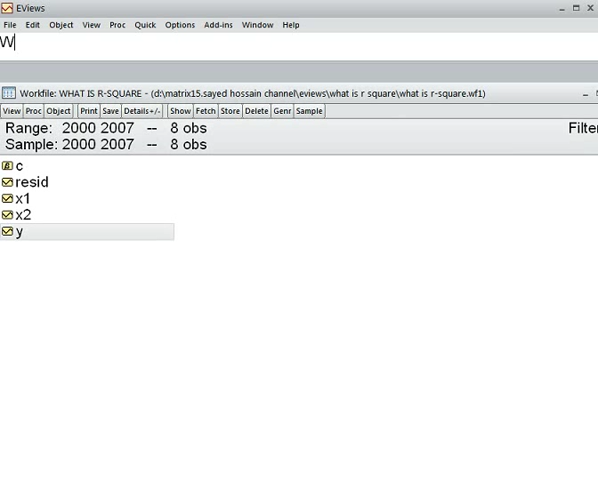 EViews
File Edit Object View Proc Quick Options Add-ins Window Help
W
Workfile: WHAT IS R-SQUARE - (d:\matrix15.sayed hossain channel\eviews\what is r square\what is r-square.wf1)
View Proc Object Print Save Details+/- Show Fetch Store Delete Genr Sample
Range: 2000 2007 -- 8 obs Filter
Sample: 2000 2007 -- 8 obs
β c
resid
x1
x2
y